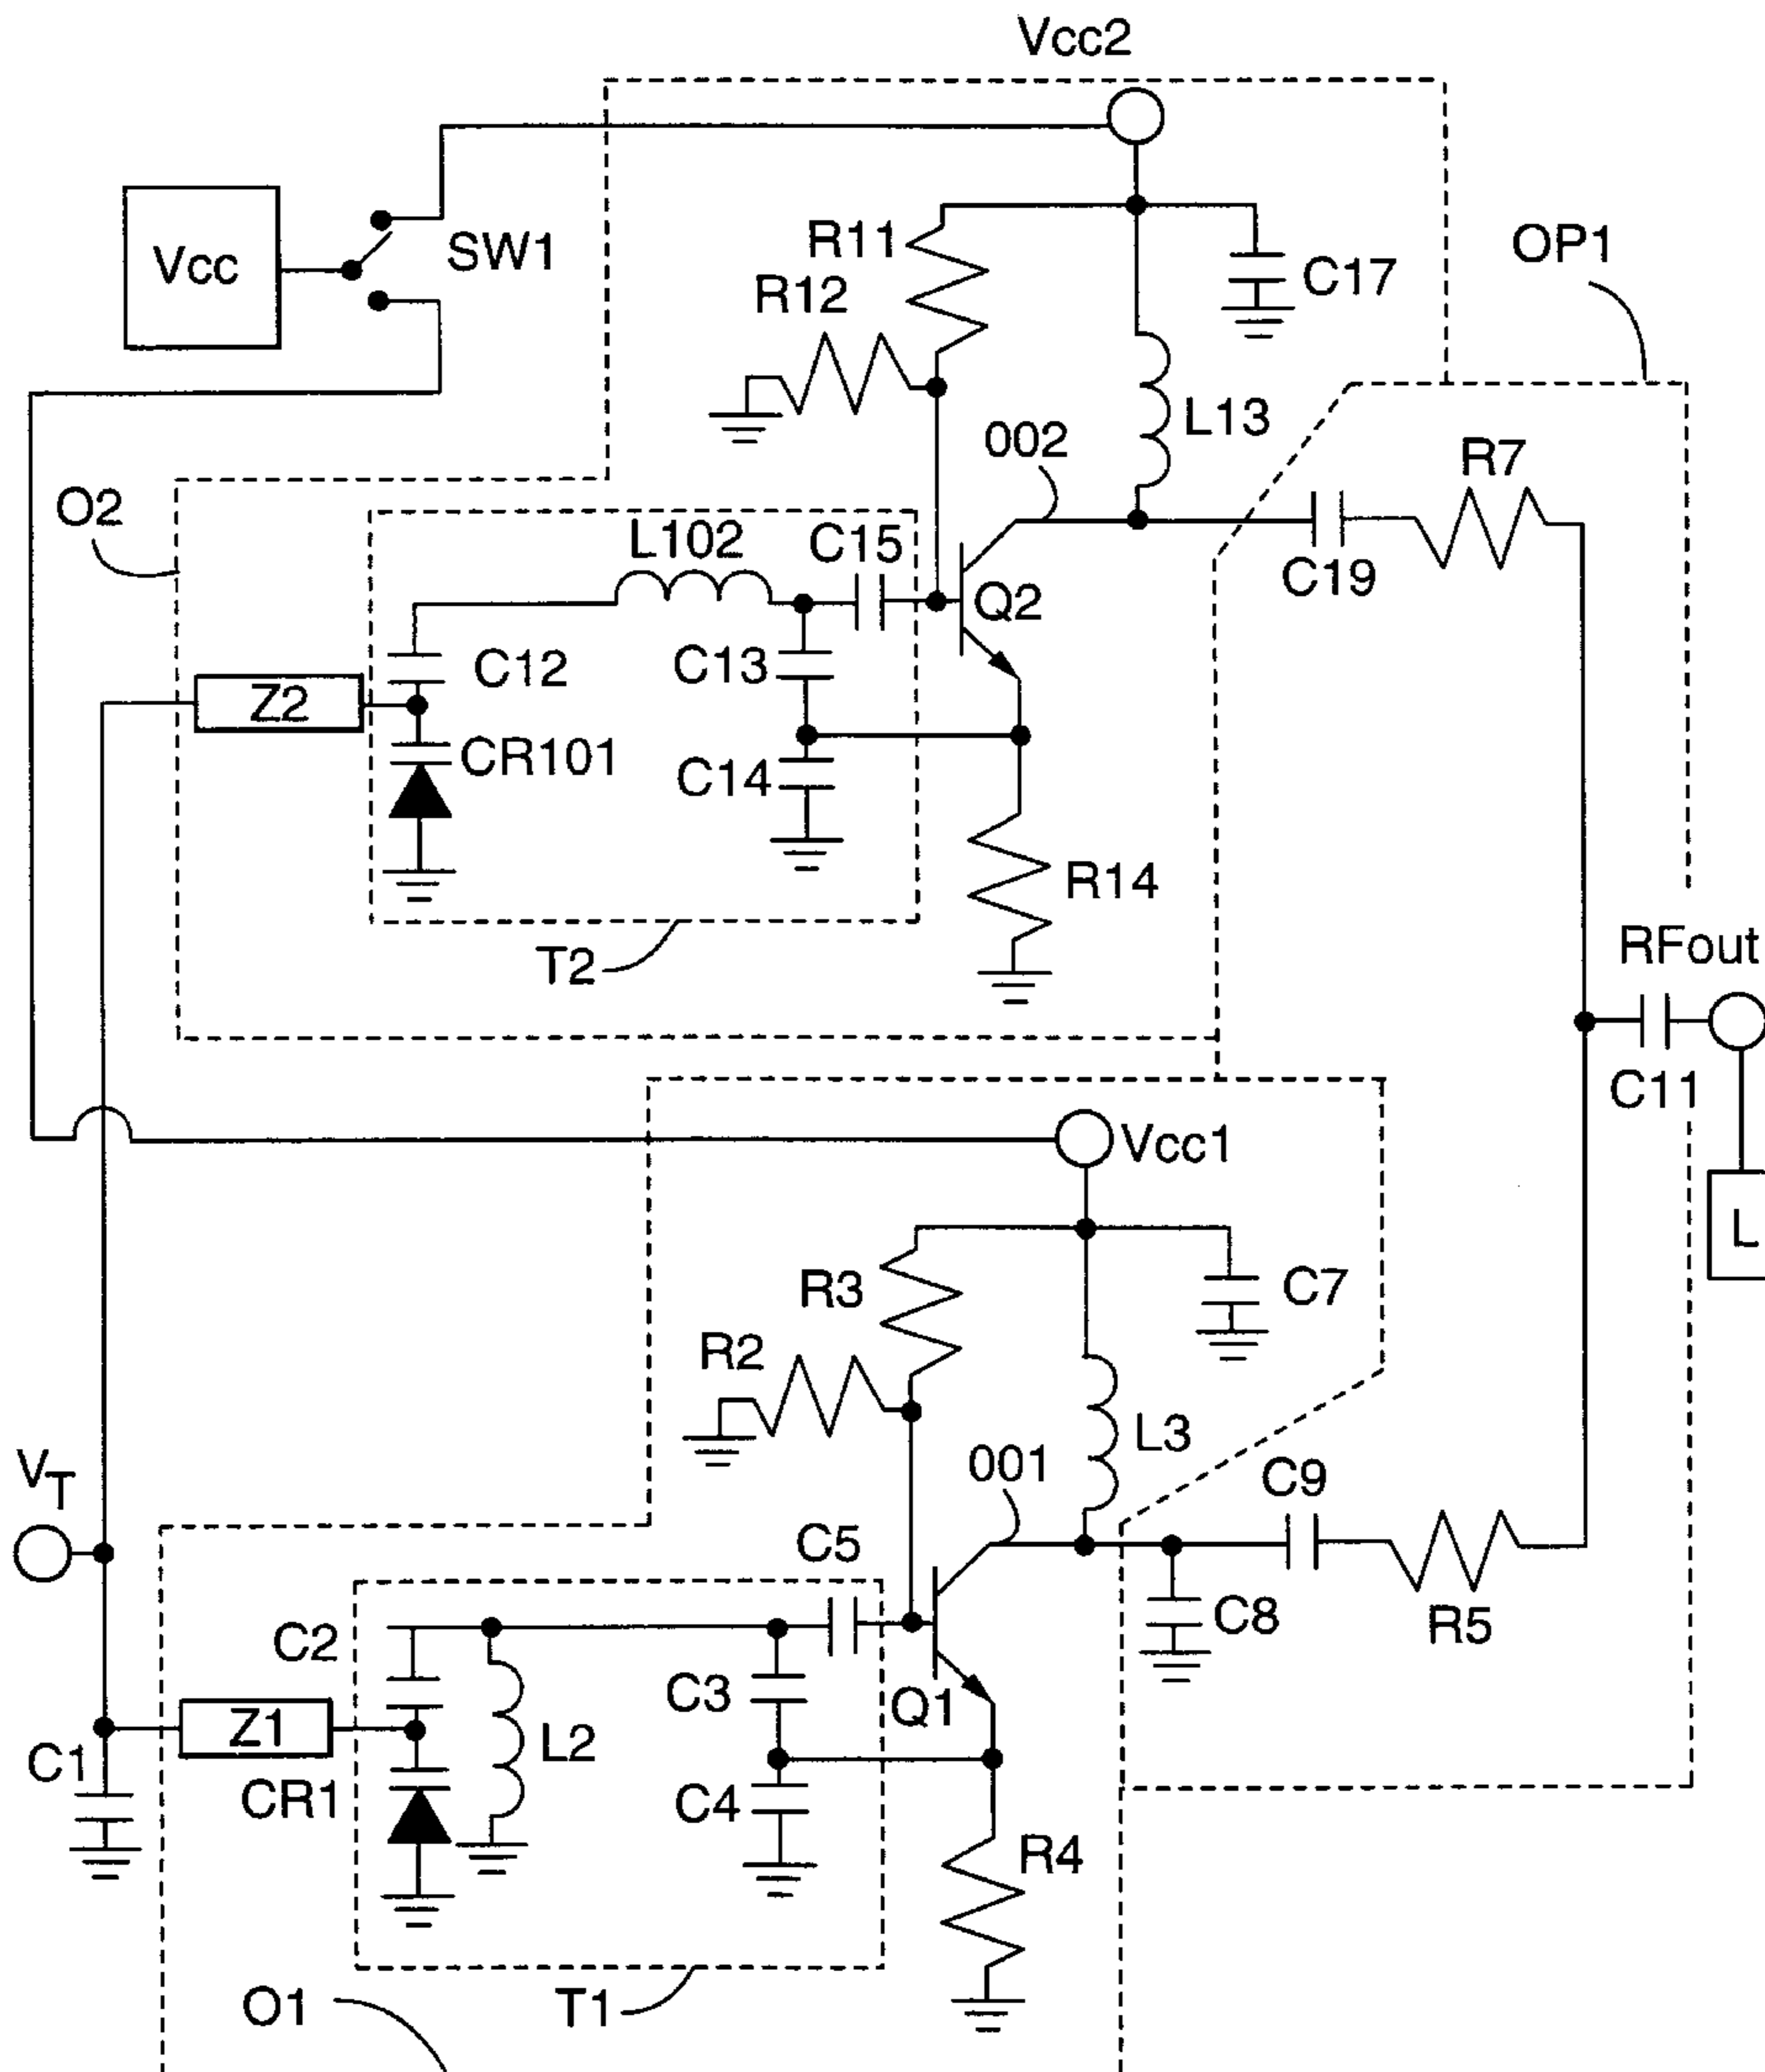 Vcc2
Vcc
SW1
R11
R12
C17
OP1
L13
R7
002
O2
L102
C15
C19
Q2
C12
C13
Z2
CR101
C14
R14
T2
RFout
C11
Vcc1
L
R3
C7
R2
L3
001
C9
VT
C5
C2
C8
R5
C3
Q1
Z1
L2
C1
CR1
C4
R4
O1
T1